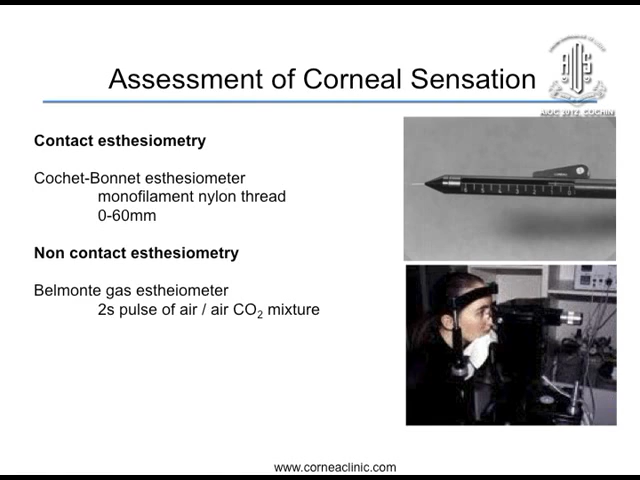 Assessment of Corneal Sensation
AOS
AIOC 2012, COCHIN
Contact esthesiometry
Cochet-Bonnet esthesiometer
monofilament nylon thread
0-60mm
Non contact esthesiometry
Belmonte gas estheiometer
2s pulse of air / air CO₂ mixture
www.corneaclinic.com